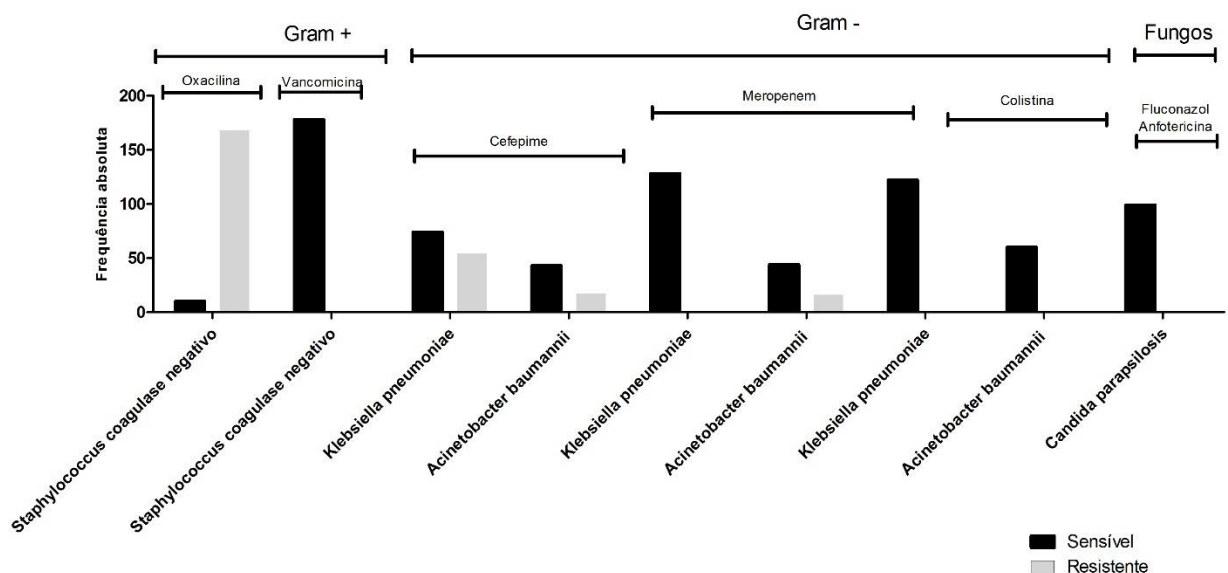 Gram +
Gram -
Fungos
Oxacilina
Vancomicina
Meropenem
Colistina
Fluconazol
Anfotericina
Cefepime
Frequência absoluta
200
150
100
50
0
Staphylococcus coagulase negativo
Staphylococcus coagulase negativo
Klebsiella pneumoniae
Acinetobacter baumannii
Klebsiella pneumoniae
Acinetobacter baumannii
Klebsiella pneumoniae
Acinetobacter baumannii
Candida parapsilosis
Sensível
Resistente